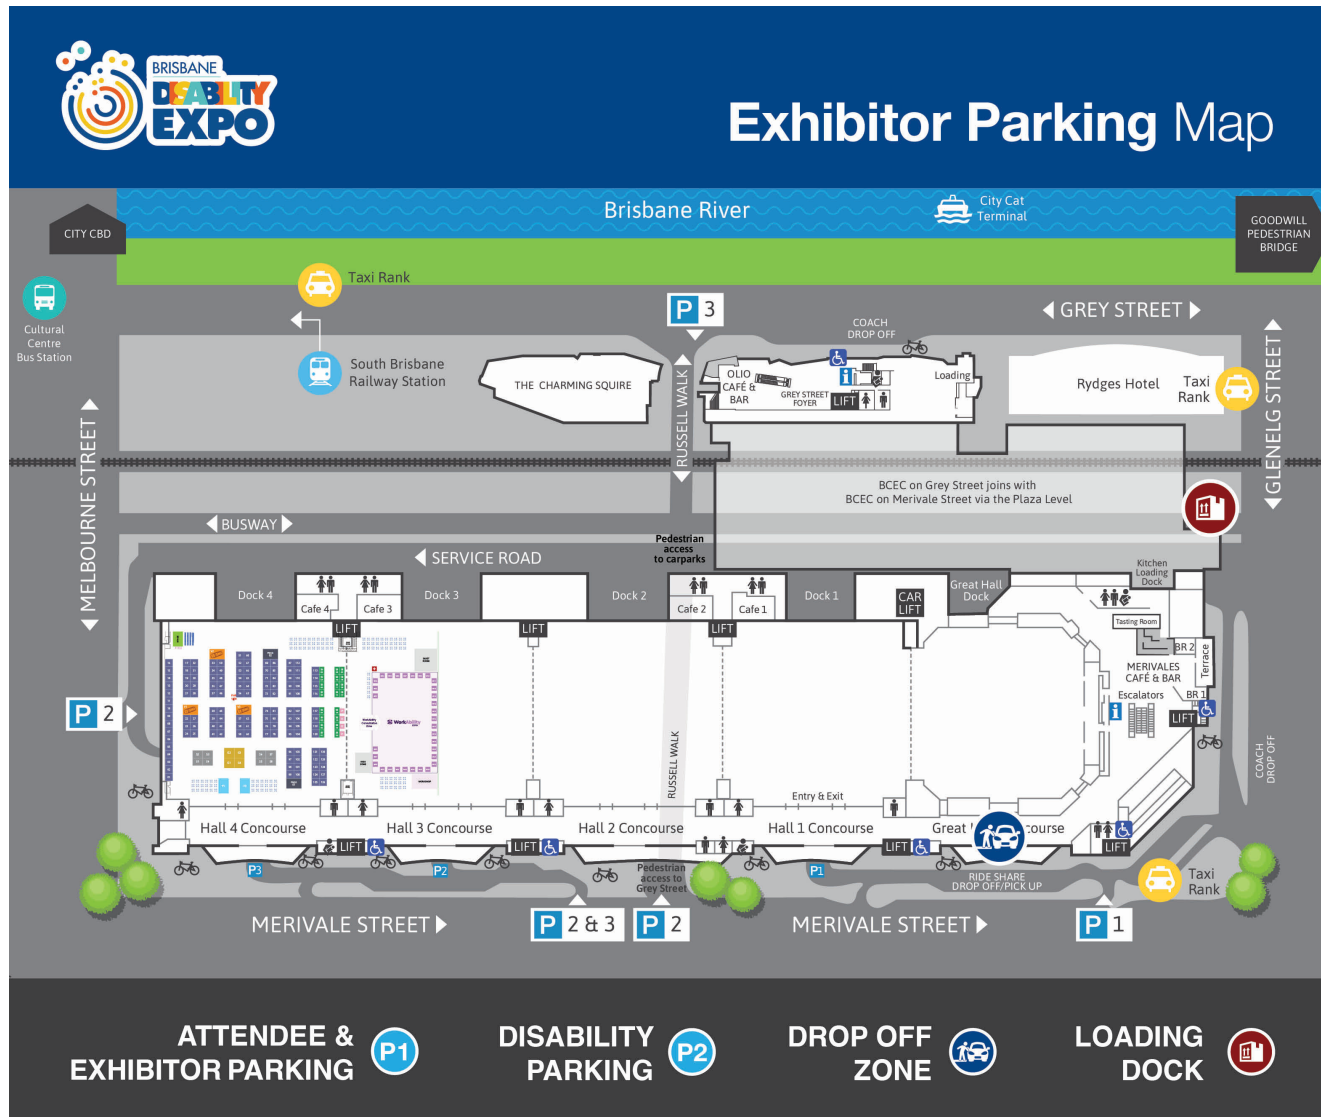 BRISBANE
DISABILITY
EXPO
Exhibitor Parking Map
Brisbane River
City Cat
Terminal
CITY CBD
GOODWILL
PEDESTRIAN
BRIDGE
Taxi Rank
Cultural
Centre
Bus Station
P 3
GREY STREET
COACH
DROP OFF
South Brisbane
Railway Station
THE CHARMING SQUIRE
RUSSELL WALK
OLIO
CAFÉ &
BAR
GREY STREET
FOYER
LIFT
Loading
Rydges Hotel
Taxi
Rank
GLENELG STREET
MELBOURNE STREET
BCEC on Grey Street joins with
BCEC on Merivale Street via the Plaza Level
BUSWAY
SERVICE ROAD
Pedestrian
access
to carparks
Dock 4
Cafe 4
Cafe 3
Dock 3
Dock 2
Cafe 2
Cafe 1
Dock 1
CAR
LIFT
Great Hall
Dock
Kitchen
Loading
Dock
LIFT
LIFT
LIFT
Tasting Room
BR 2
Terrace
MERIVALES
CAFÉ & BAR
Escalators
BR 1
LIFT
P 2
WorkAbility
RUSSELL WALK
COACH
DROP OFF
Entry & Exit
Hall 4 Concourse
Hall 3 Concourse
Hall 2 Concourse
Hall 1 Concourse
LIFT
LIFT
LIFT
LIFT
P3
P2
P1
Pedestrian
access to
Grey Street
RIDE SHARE
DROP OFF/PICK UP
Taxi
Rank
MERIVALE STREET
P 2 & 3
P 2
MERIVALE STREET
P 1
ATTENDEE &
EXHIBITOR PARKING
P1
DISABILITY
PARKING
P2
DROP OFF
ZONE
LOADING
DOCK